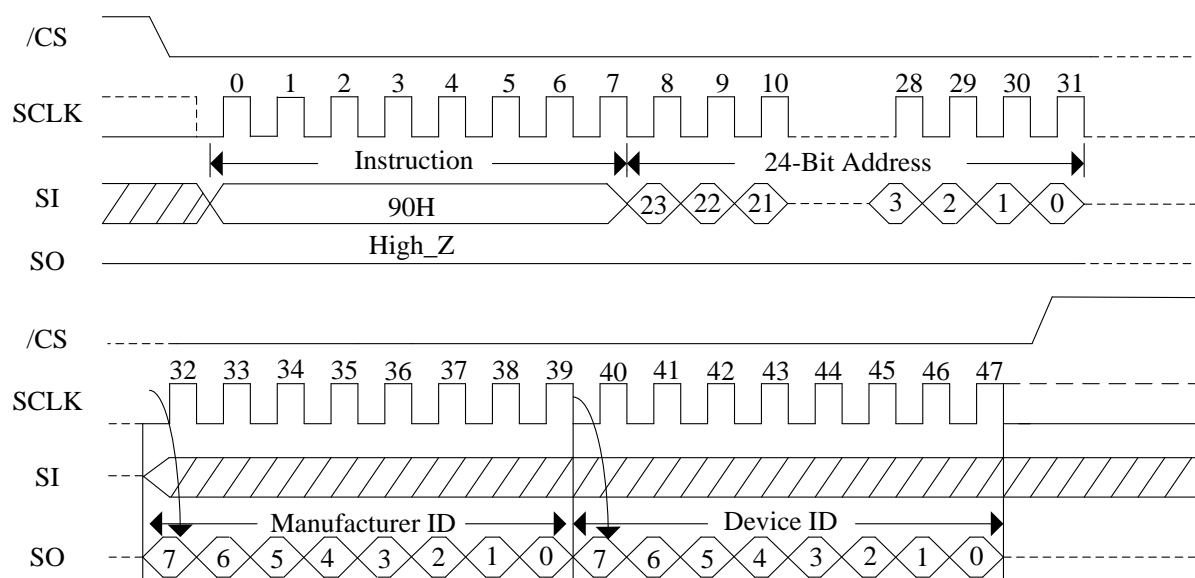 /CS
0 1 2 3 4 5 6 7 8 9 10 28 29 30 31
SCLK
Instruction 24-Bit Address
SI 90H 23 22 21 3 2 1 0
High_Z
SO
/CS
32 33 34 35 36 37 38 39 40 41 42 43 44 45 46 47
SCLK
SI
Manufacturer ID Device ID
SO 7 6 5 4 3 2 1 0 7 6 5 4 3 2 1 0